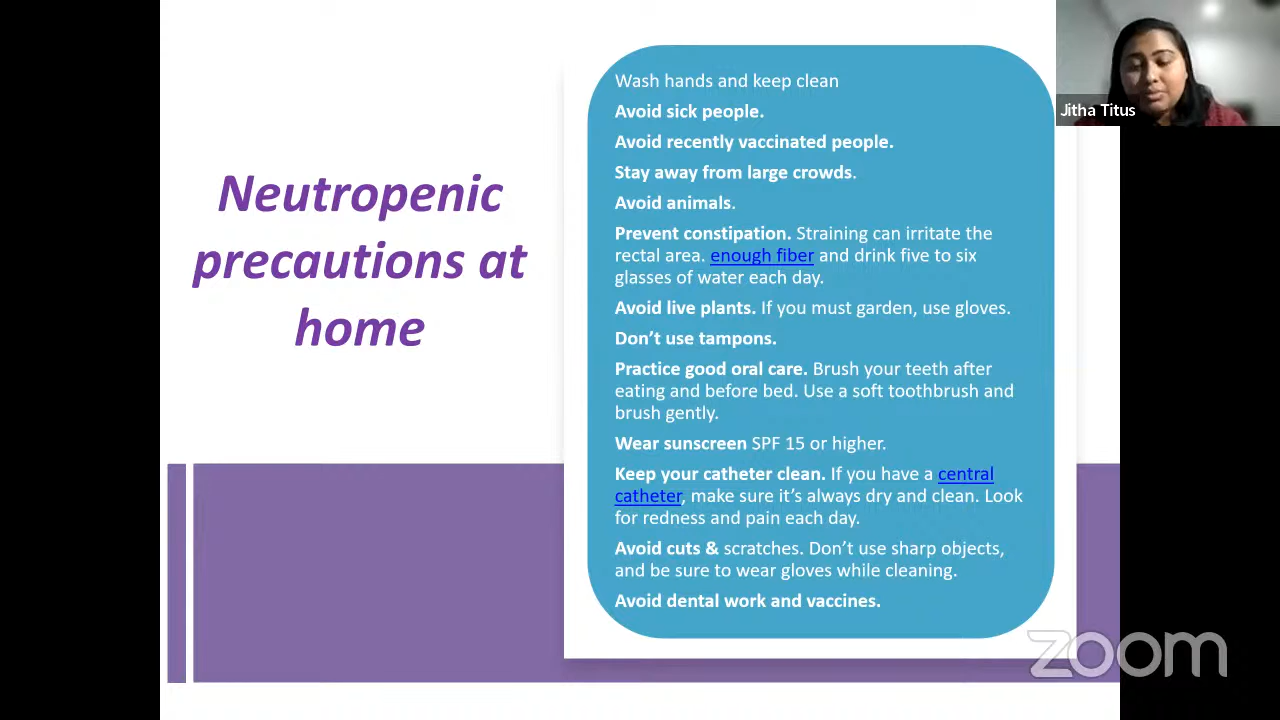 Neutropenic
precautions at
home
Wash hands and keep clean
Avoid sick people.
Avoid recently vaccinated people.
Stay away from large crowds.
Avoid animals.
Prevent constipation. Straining can irritate the
rectal area. enough fiber and drink five to six
glasses of water each day.
Avoid live plants. If you must garden, use gloves.
Don’t use tampons.
Practice good oral care. Brush your teeth after
eating and before bed. Use a soft toothbrush and
brush gently.
Wear sunscreen SPF 15 or higher.
Keep your catheter clean. If you have a central
catheter, make sure it’s always dry and clean. Look
for redness and pain each day.
Avoid cuts & scratches. Don’t use sharp objects,
and be sure to wear gloves while cleaning.
Avoid dental work and vaccines.
Jitha Titus
zoom